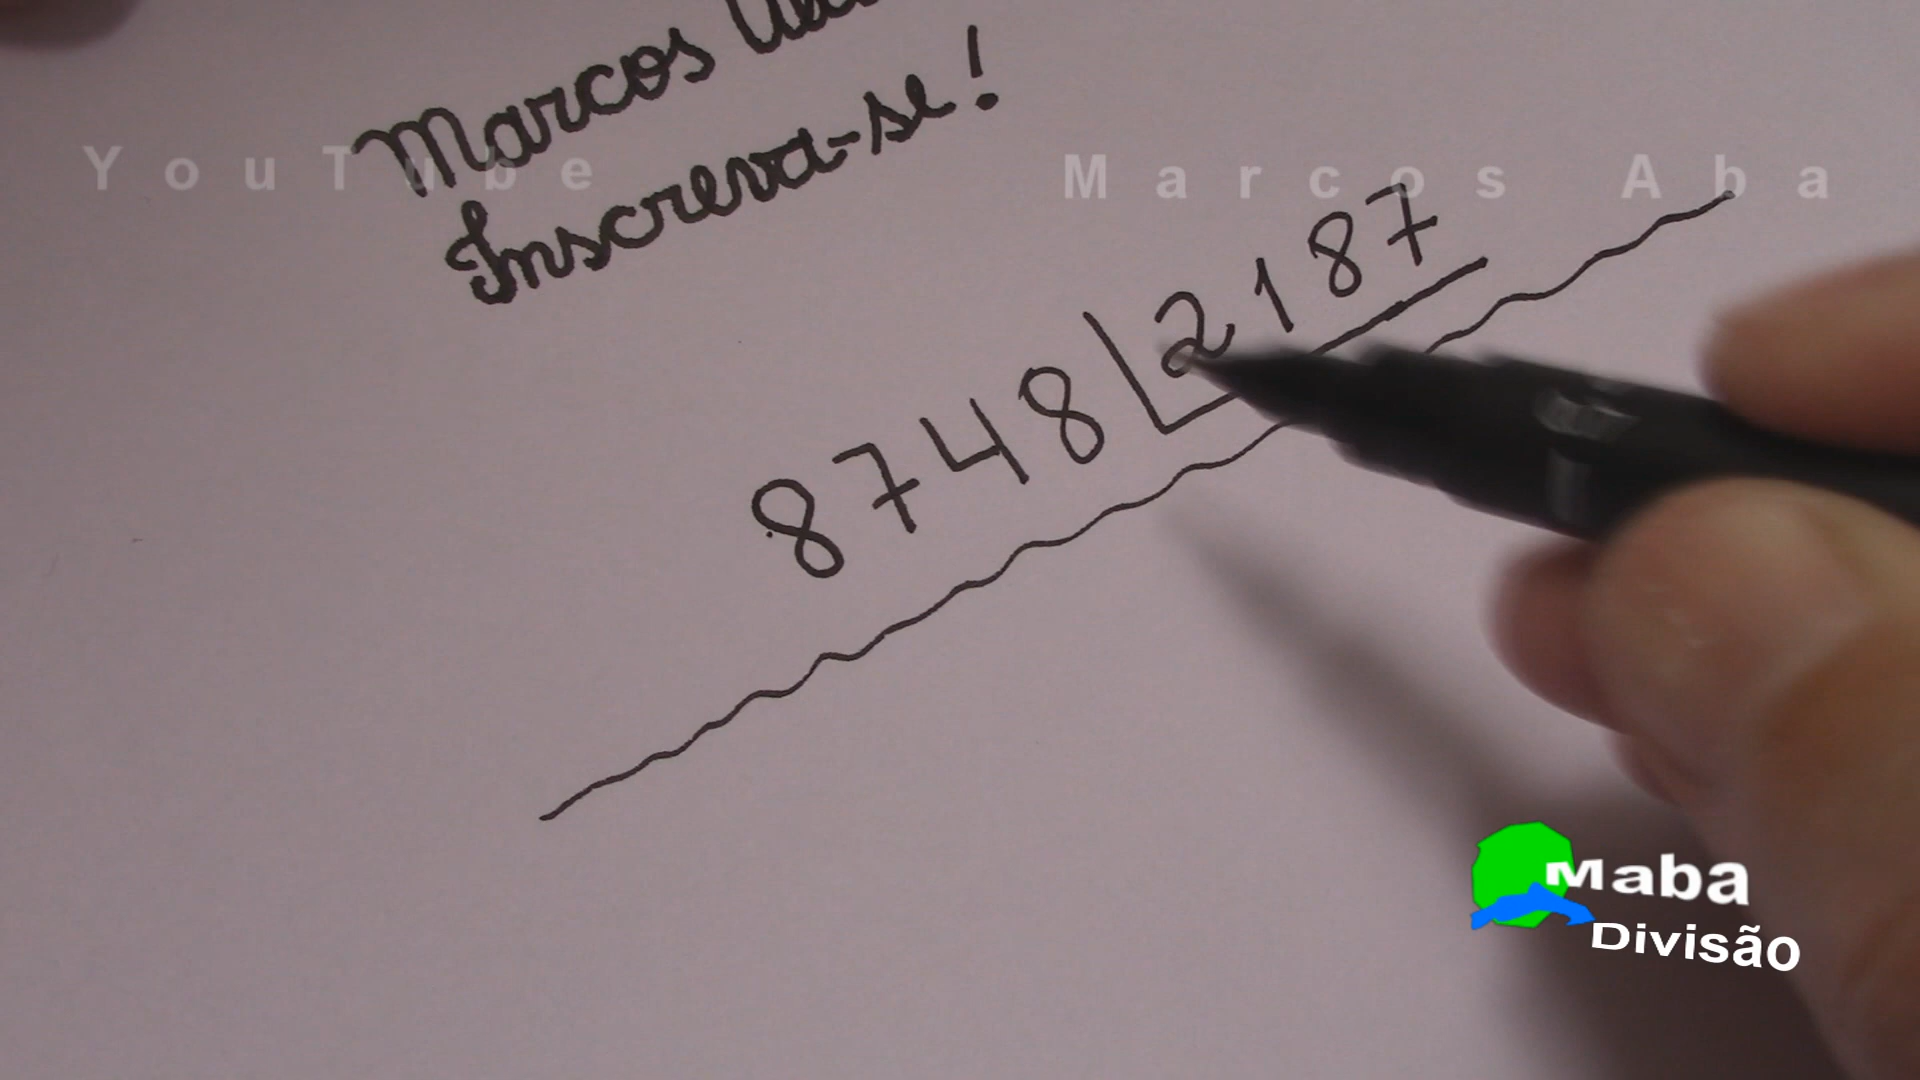 Marcos
Inscreva-se!
YouTube Marcos Aba
8748 2187
Maba
Divisão